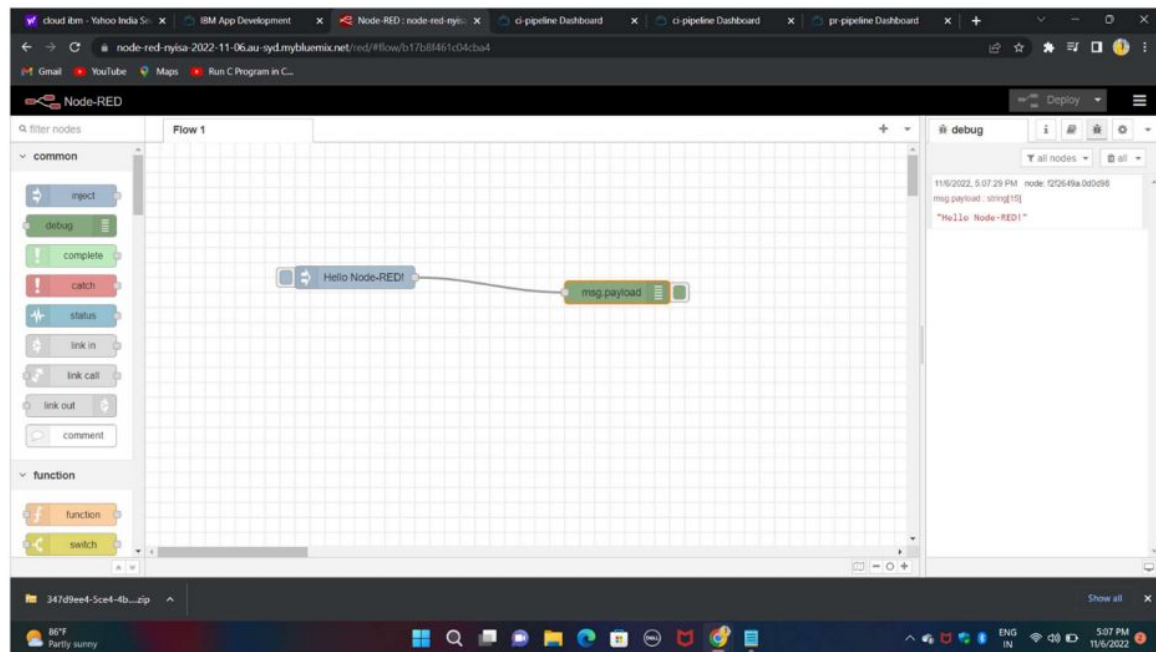 cloud ibm - Yahoo India Se
IBM App Development
Node-RED : node-red-nyisa
ci-pipeline Dashboard
ci-pipeline Dashboard
pr-pipeline Dashboard
node-red-nyisa-2022-11-06.au-syd.mybluemix.net/red/#flow/b17b8f461c04cba4
Gmail
YouTube
Maps
Run C Program in C...
Node-RED
Deploy
filter nodes
Flow 1
debug
common
all nodes
all
inject
debug
complete
catch
status
link in
link call
link out
comment
function
function
switch
Hello Node-RED!
msg.payload
11/6/2022, 5:07:29 PM node: f2f2649a.0d0d98
msg.payload : string[15]
"Hello Node-RED!"
347d9ee4-5ce4-4b....zip
Show all
86°F
Partly sunny
ENG
IN
5:07 PM
11/6/2022